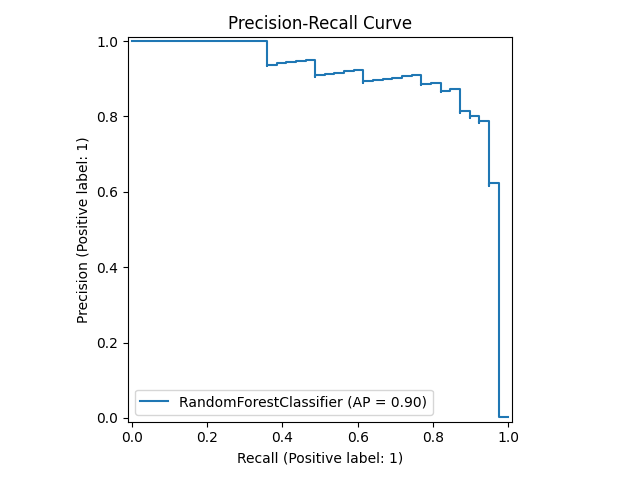 Precision-Recall Curve
1.0
0.8
0.6
0.4
0.2
0.0
Precision (Positive label: 1)
RandomForestClassifier (AP = 0.90)
0.0 0.2 0.4 0.6 0.8 1.0
Recall (Positive label: 1)